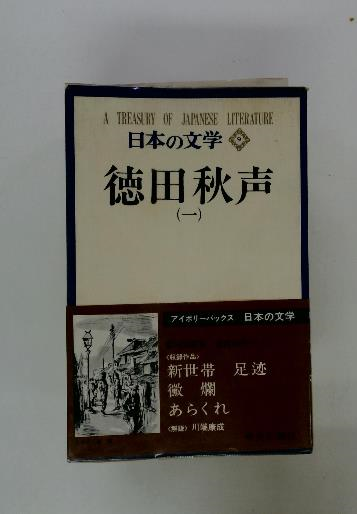 A TREASURY OF JAPANESE LITERATURE
日本の文学 9
徳田秋声
(一)
アイボリーバックス 日本の文学
〈収録作品〉
新世帯 足迹
黴 爛
あらくれ
〈解説〉川端康成